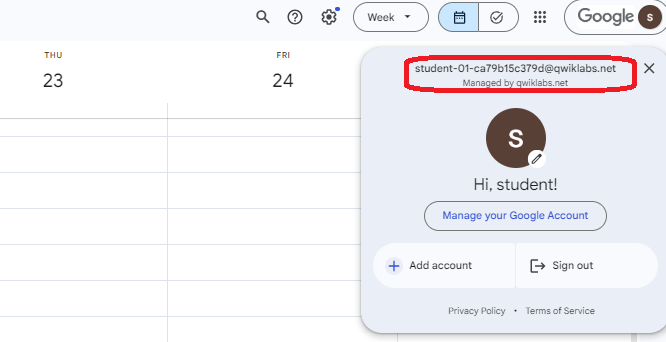 Week
Google
S
THU
FRI
23
24
student-01-ca79b15c379d@qwiklabs.net
Managed by qwiklabs.net
S
Hi, student!
Manage your Google Account
Add account
Sign out
Privacy Policy • Terms of Service